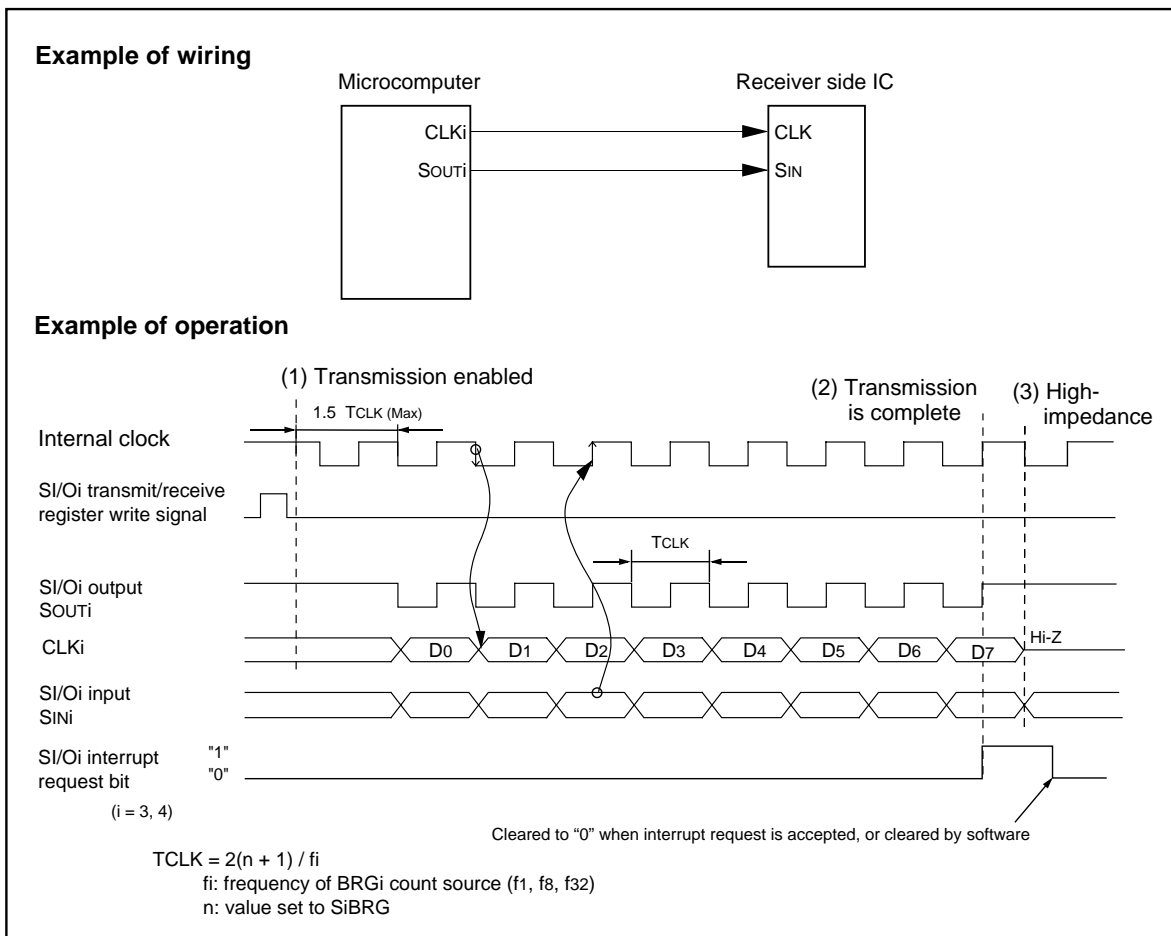 Example of wiring
Microcomputer
Receiver side IC
CLKi
CLK
SOUTi
SIN
Example of operation
(1) Transmission enabled
(2) Transmission
is complete
(3) High-
impedance
1.5 TCLK (Max)
Internal clock
SI/Oi transmit/receive
register write signal
TCLK
SI/Oi output
SOUTi
CLKi
D0 D1 D2 D3 D4 D5 D6 D7
Hi-Z
SI/Oi input
SINi
SI/Oi interrupt
request bit
"1"
"0"
(i = 3, 4)
Cleared to “0” when interrupt request is accepted, or cleared by software
TCLK = 2(n + 1) / fi
fi: frequency of BRGi count source (f1, f8, f32)
n: value set to SiBRG